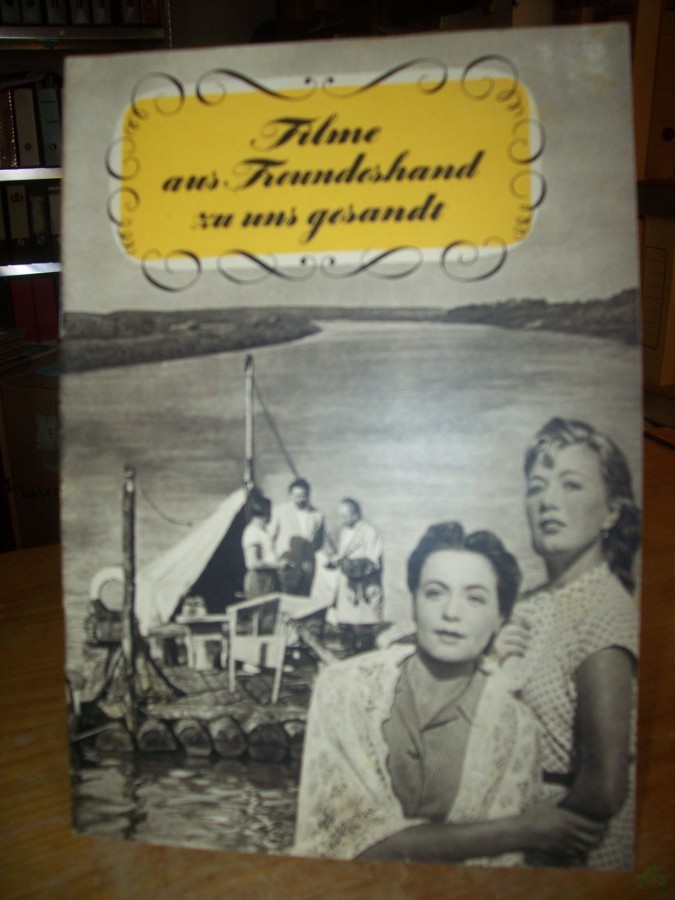 Filme
aus Freundeshand
zu uns gesandt